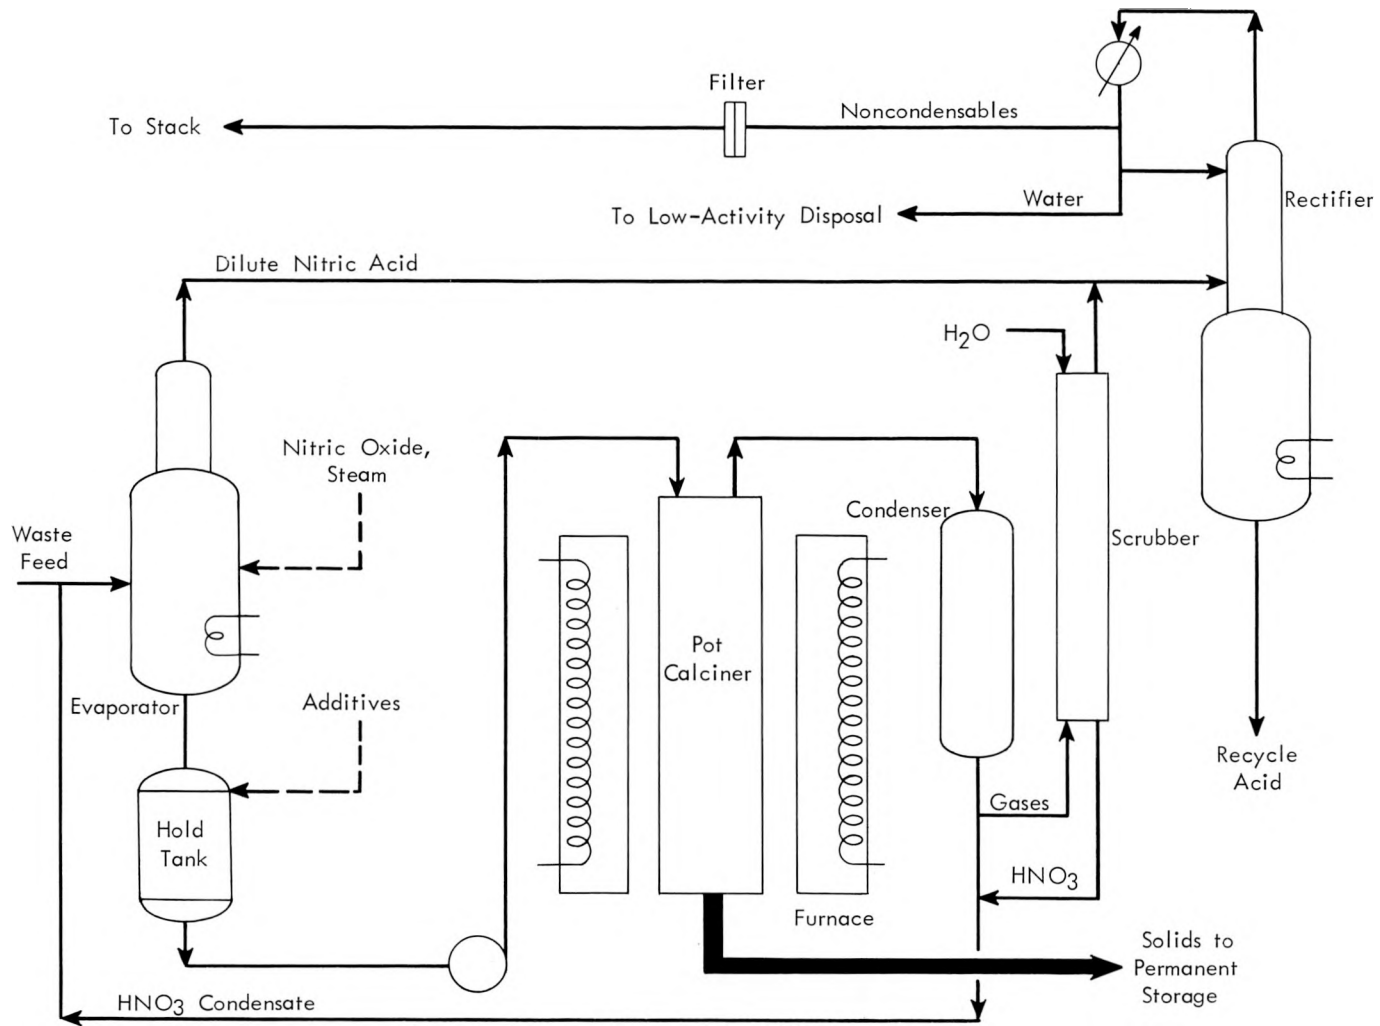 Filter
Noncondensables
To Stack
Water
To Low-Activity Disposal
Rectifier
Dilute Nitric Acid
H2O
Nitric Oxide,
Steam
Condenser
Waste
Feed
Scrubber
Pot
Calciner
Evaporator
Additives
Recycle
Acid
Gases
Hold
Tank
HNO3
Furnace
Solids to
Permanent
Storage
HNO3 Condensate